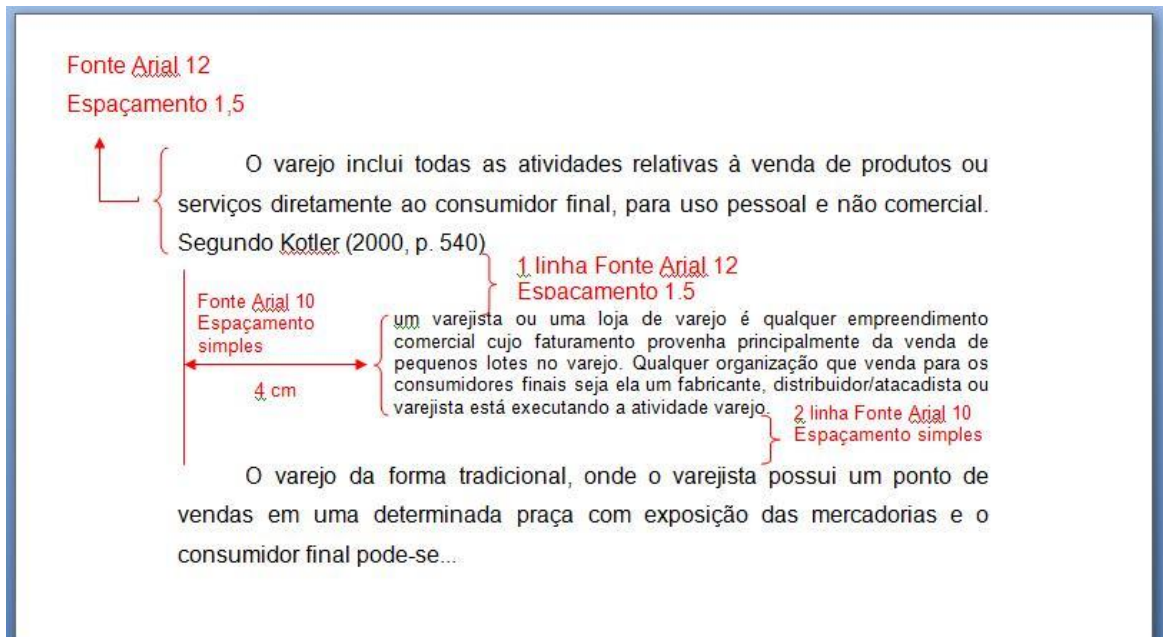 Fonte Arial 12
Espaçamento 1,5
O varejo inclui todas as atividades relativas à venda de produtos ou
serviços diretamente ao consumidor final, para uso pessoal e não comercial.
Segundo Kotler (2000, p. 540)
1 linha Fonte Arial 12
Espaçamento 1,5
Fonte Arial 10
Espaçamento
simples
4 cm
um varejista ou uma loja de varejo é qualquer empreendimento
comercial cujo faturamento provenha principalmente da venda de
pequenos lotes no varejo. Qualquer organização que venda para os
consumidores finais seja ela um fabricante, distribuidor/atacadista ou
varejista está executando a atividade varejo.
2 linha Fonte Arial 10
Espaçamento simples
O varejo da forma tradicional, onde o varejista possui um ponto de
vendas em uma determinada praça com exposição das mercadorias e o
consumidor final pode-se...